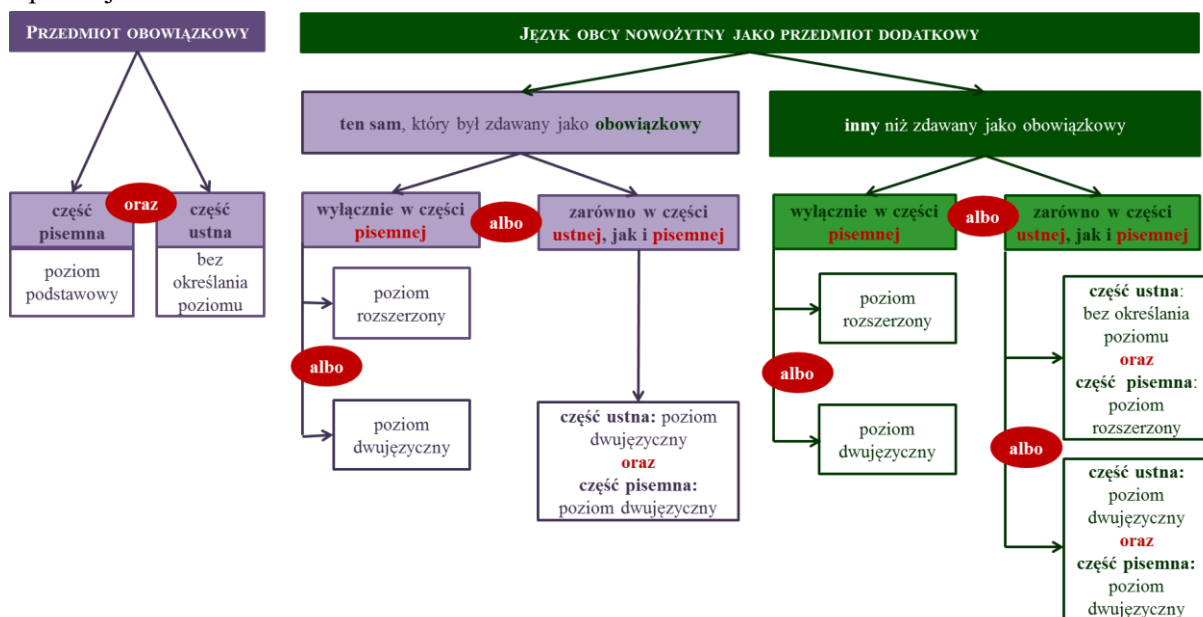 PRZEDMIOT OBOWIĄZKOWY
JĘZYK OBCY NOWOŻYTNY JAKO PRZEDMIOT DODATKOWY
ten sam, który był zdawany jako obowiązkowy
inny niż zdawany jako obowiązkowy
część
pisemna
oraz
część
ustna
poziom
podstawowy
bez
określania
poziomu
wyłącznie w części
pisemnej
albo
zarówno w części
ustnej, jak i pisemnej
poziom
rozszerzony
albo
poziom
dwujęzyczny
część ustna: poziom
dwujęzyczny
oraz
część pisemna:
poziom dwujęzyczny
wyłącznie w części
pisemnej
albo
zarówno w części
ustnej, jak i pisemnej
poziom
rozszerzony
albo
poziom
dwujęzyczny
część ustna:
bez określania
poziomu
oraz
część pisemna:
poziom
rozszerzony
albo
część ustna:
poziom
dwujęzyczny
oraz
część pisemna:
poziom
dwujęzyczny